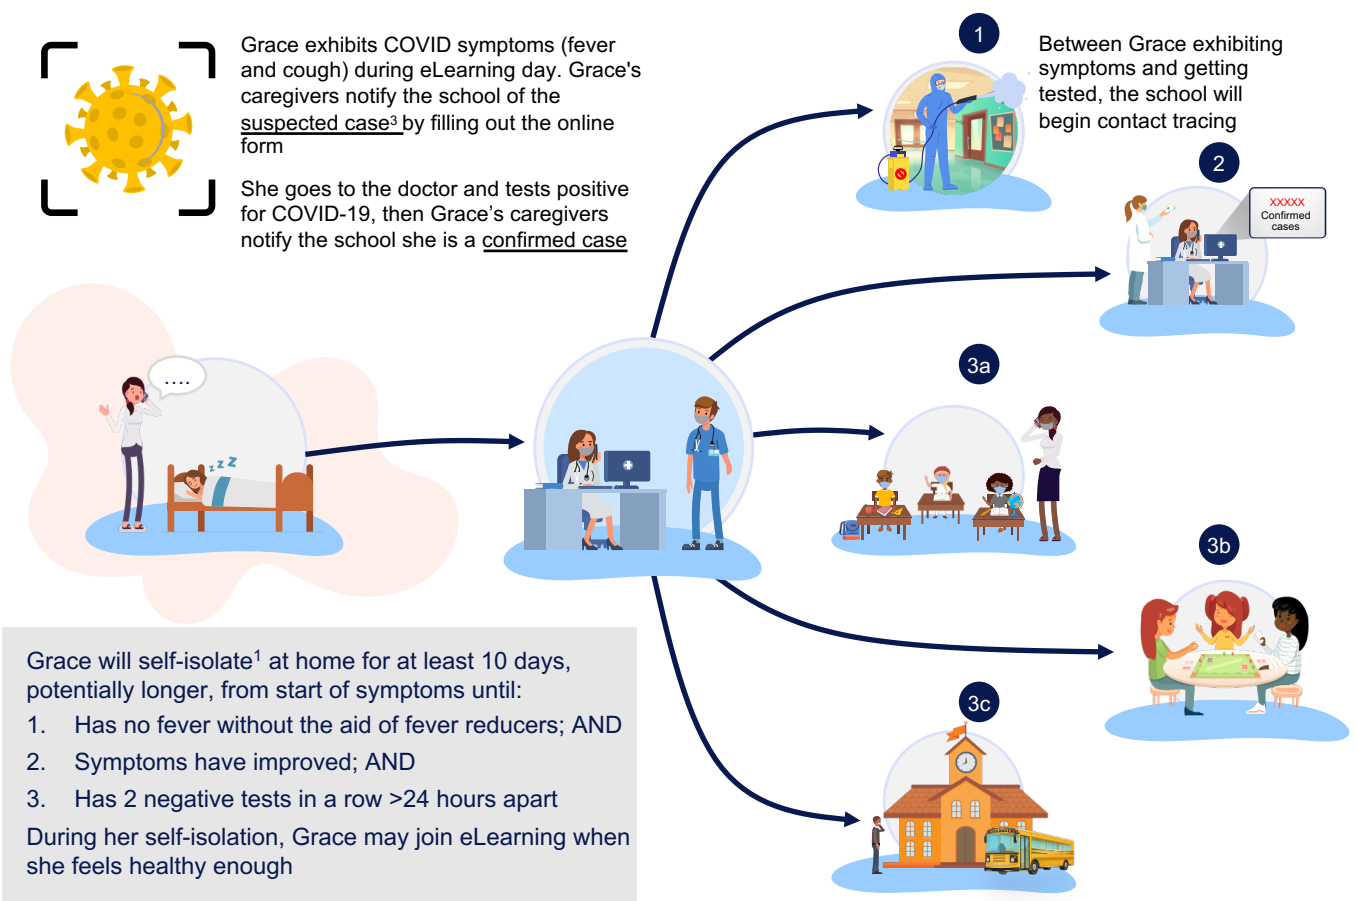 Grace exhibits COVID symptoms (fever
and cough) during eLearning day. Grace's
caregivers notify the school of the
suspected case³ by filling out the online
form
She goes to the doctor and tests positive
for COVID-19, then Grace’s caregivers
notify the school she is a confirmed case
1
Between Grace exhibiting
symptoms and getting
tested, the school will
begin contact tracing
2
XXXXX
Confirmed
cases
....
z z z
3a
3b
3c
Grace will self-isolate¹ at home for at least 10 days,
potentially longer, from start of symptoms until:
1. Has no fever without the aid of fever reducers; AND
2. Symptoms have improved; AND
3. Has 2 negative tests in a row >24 hours apart
During her self-isolation, Grace may join eLearning when
she feels healthy enough